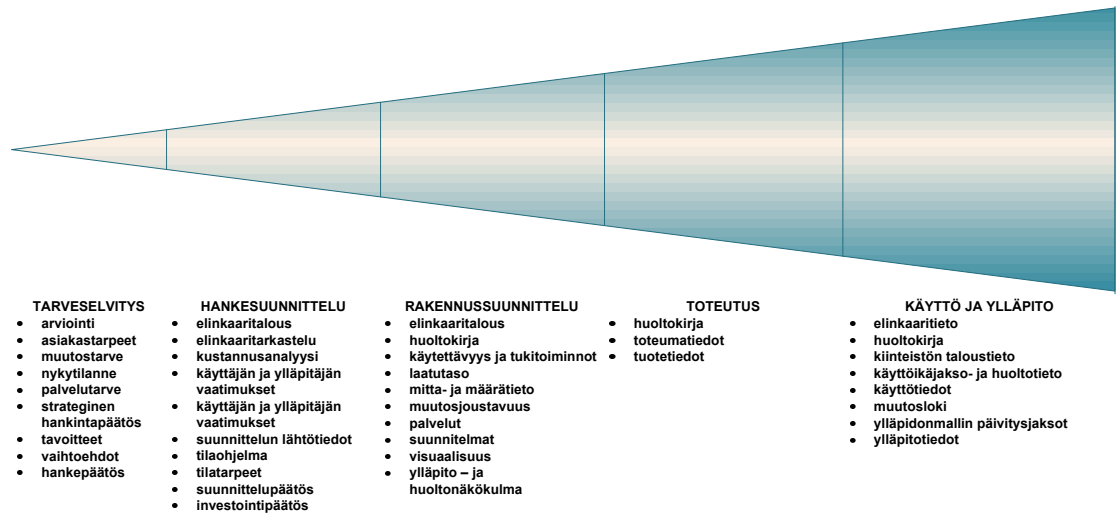 TARVESELVITYS
• arviointi
• asiakastarpeet
• muutostarve
• nykytilanne
• palvelutarve
• strateginen
hankintapäätös
• tavoitteet
• vaihtoehdot
• hankepäätös
HANKESUUNNITTELU
• elinkaaritalous
• elinkaaritarkastelu
• kustannusanalyysi
• käyttäjän ja ylläpitäjän
vaatimukset
• käyttäjän ja ylläpitäjän
vaatimukset
• suunnittelun lähtötiedot
• tilaohjelma
• tilatarpeet
• suunnittelupäätös
• investointipäätös
RAKENNUSSUUNNITTELU
• elinkaaritalous
• huoltokirja
• käytettävyys ja tukitoiminnot
• laatutaso
• mitta- ja määrätieto
• muutosjoustavuus
• palvelut
• suunnitelmat
• visuaalisuus
• ylläpito – ja
huoltonäkökulma
TOTEUTUS
• huoltokirja
• toteumatiedot
• tuotetiedot
KÄYTTÖ JA YLLÄPITO
• elinkaaritieto
• huoltokirja
• kiinteistön taloustieto
• käyttöikäjakso- ja huoltotieto
• käyttötiedot
• muutosloki
• ylläpidonmallin päivitysjaksot
• ylläpitotiedot